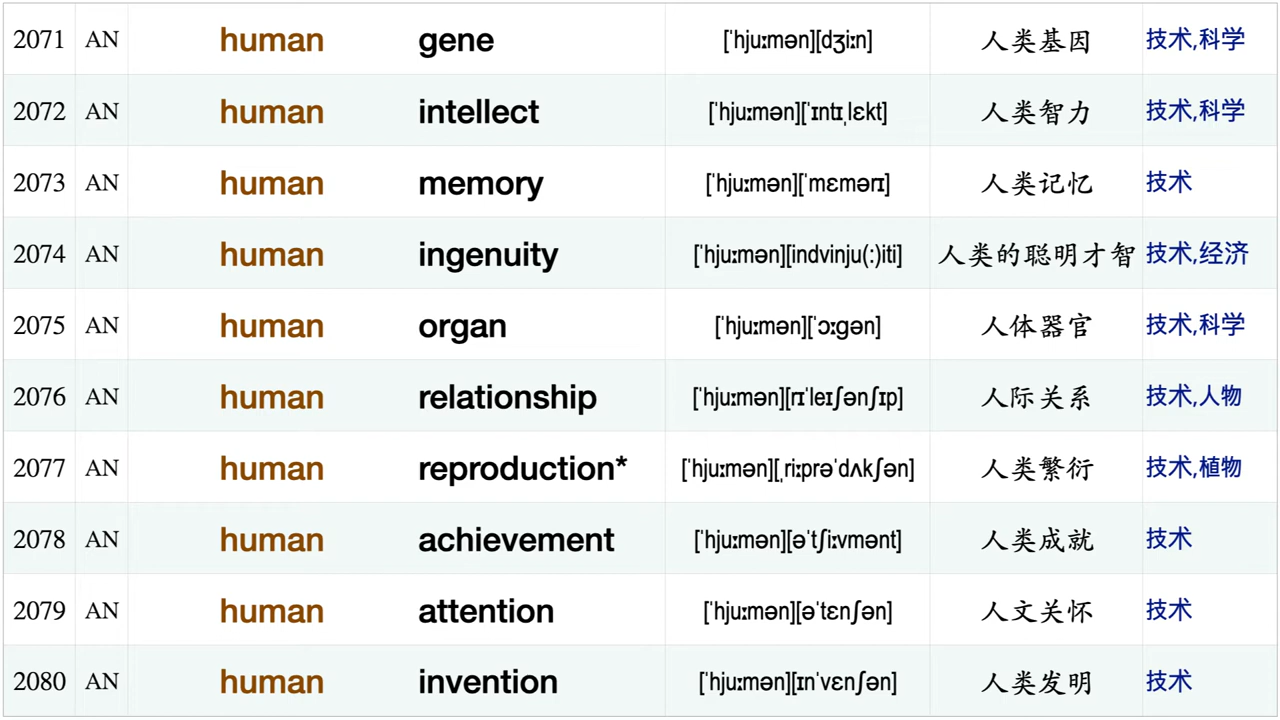 2071 AN human gene [ˈhjuːmən][dʒiːn] 人类基因 技术,科学
2072 AN human intellect [ˈhjuːmən][ˈɪntɪˌlɛkt] 人类智力 技术,科学
2073 AN human memory [ˈhjuːmən][ˈmɛmərɪ] 人类记忆 技术
2074 AN human ingenuity [ˈhjuːmən][indvinju(:)iti] 人类的聪明才智 技术,经济
2075 AN human organ [ˈhjuːmən][ˈɔːɡən] 人体器官 技术,科学
2076 AN human relationship [ˈhjuːmən][rɪˈleɪʃənʃɪp] 人际关系 技术,人物
2077 AN human reproduction* [ˈhjuːmən][ˌriːprəˈdʌkʃən] 人类繁衍 技术,植物
2078 AN human achievement [ˈhjuːmən][əˈtʃiːvmənt] 人类成就 技术
2079 AN human attention [ˈhjuːmən][əˈtɛnʃən] 人文关怀 技术
2080 AN human invention [ˈhjuːmən][ɪnˈvɛnʃən] 人类发明 技术